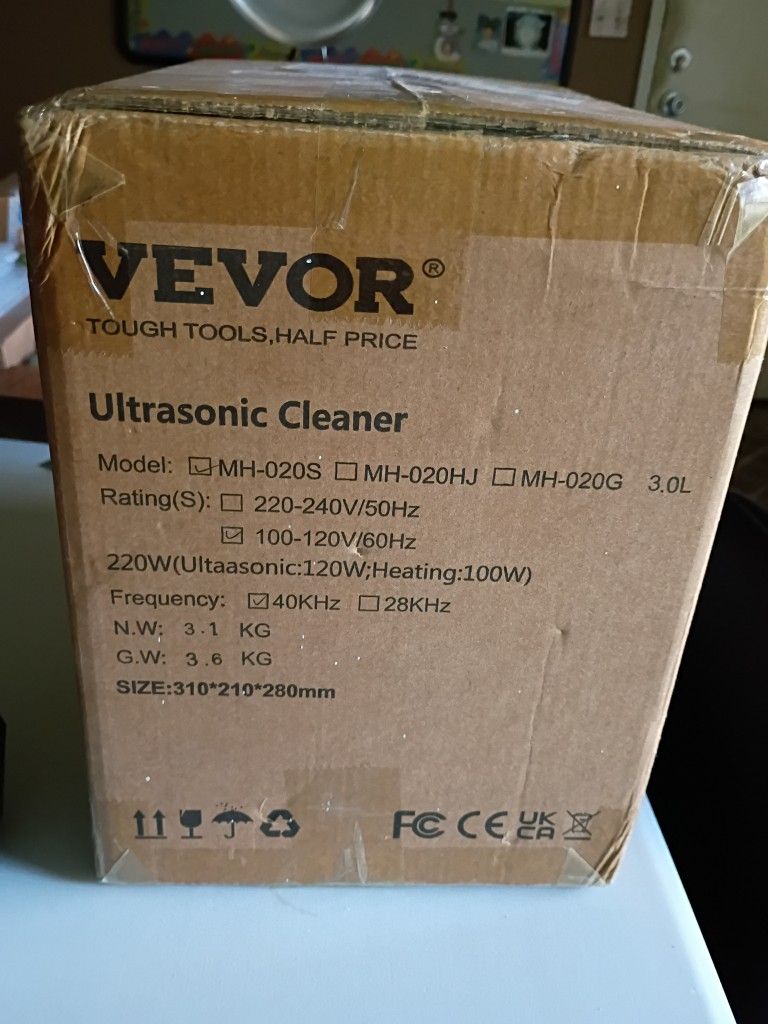 VEVOR®
TOUGH TOOLS,HALF PRICE
Ultrasonic Cleaner
Model: ☑MH-020S ☐MH-020HJ ☐MH-020G 3.0L
Rating(S): ☐ 220-240V/50Hz
☑ 100-120V/60Hz
220W(Ultaasonic:120W;Heating:100W)
Frequency: ☑40KHz ☐28KHz
N.W: 3.1 KG
G.W: 3.6 KG
SIZE:310*210*280mm
FC CE UK CA